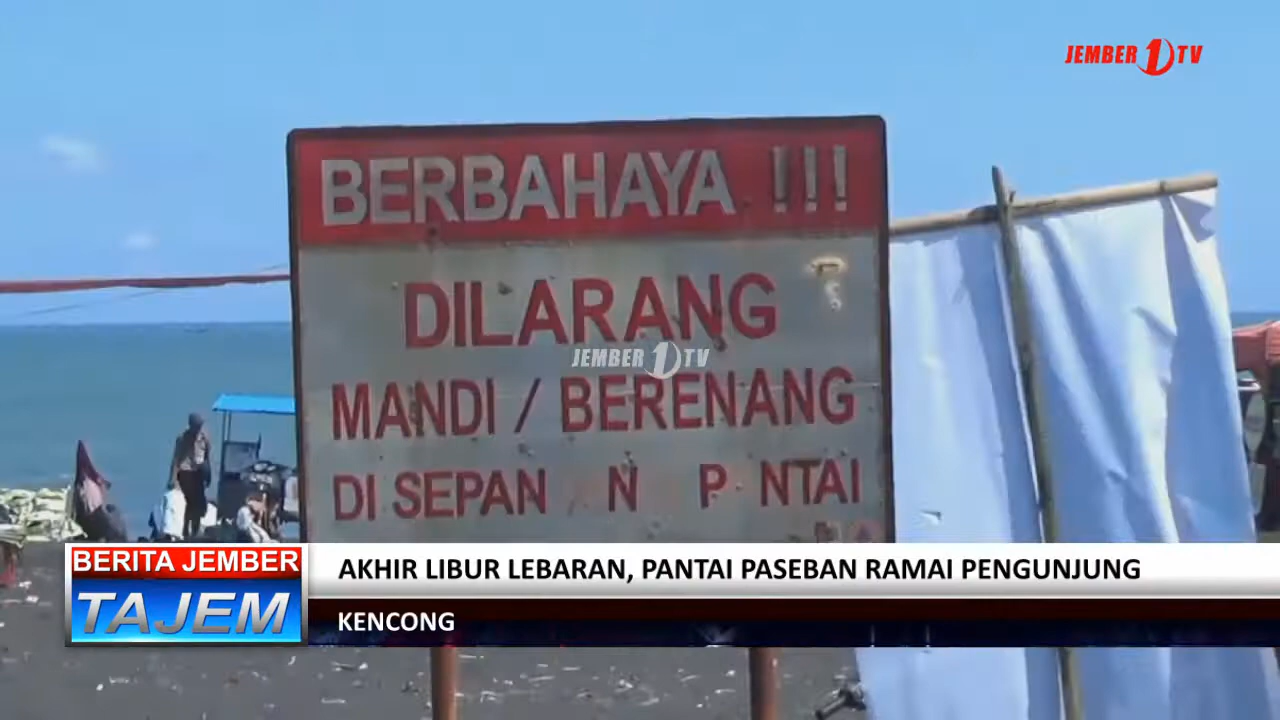 JEMBER 1 TV
BERBAHAYA !!!
DILARANG
JEMBER 1 TV
MANDI / BERENANG
DI SEPAN N P NTAI
BERITA JEMBER
TAJEM
AKHIR LIBUR LEBARAN, PANTAI PASEBAN RAMAI PENGUNJUNG
KENCONG